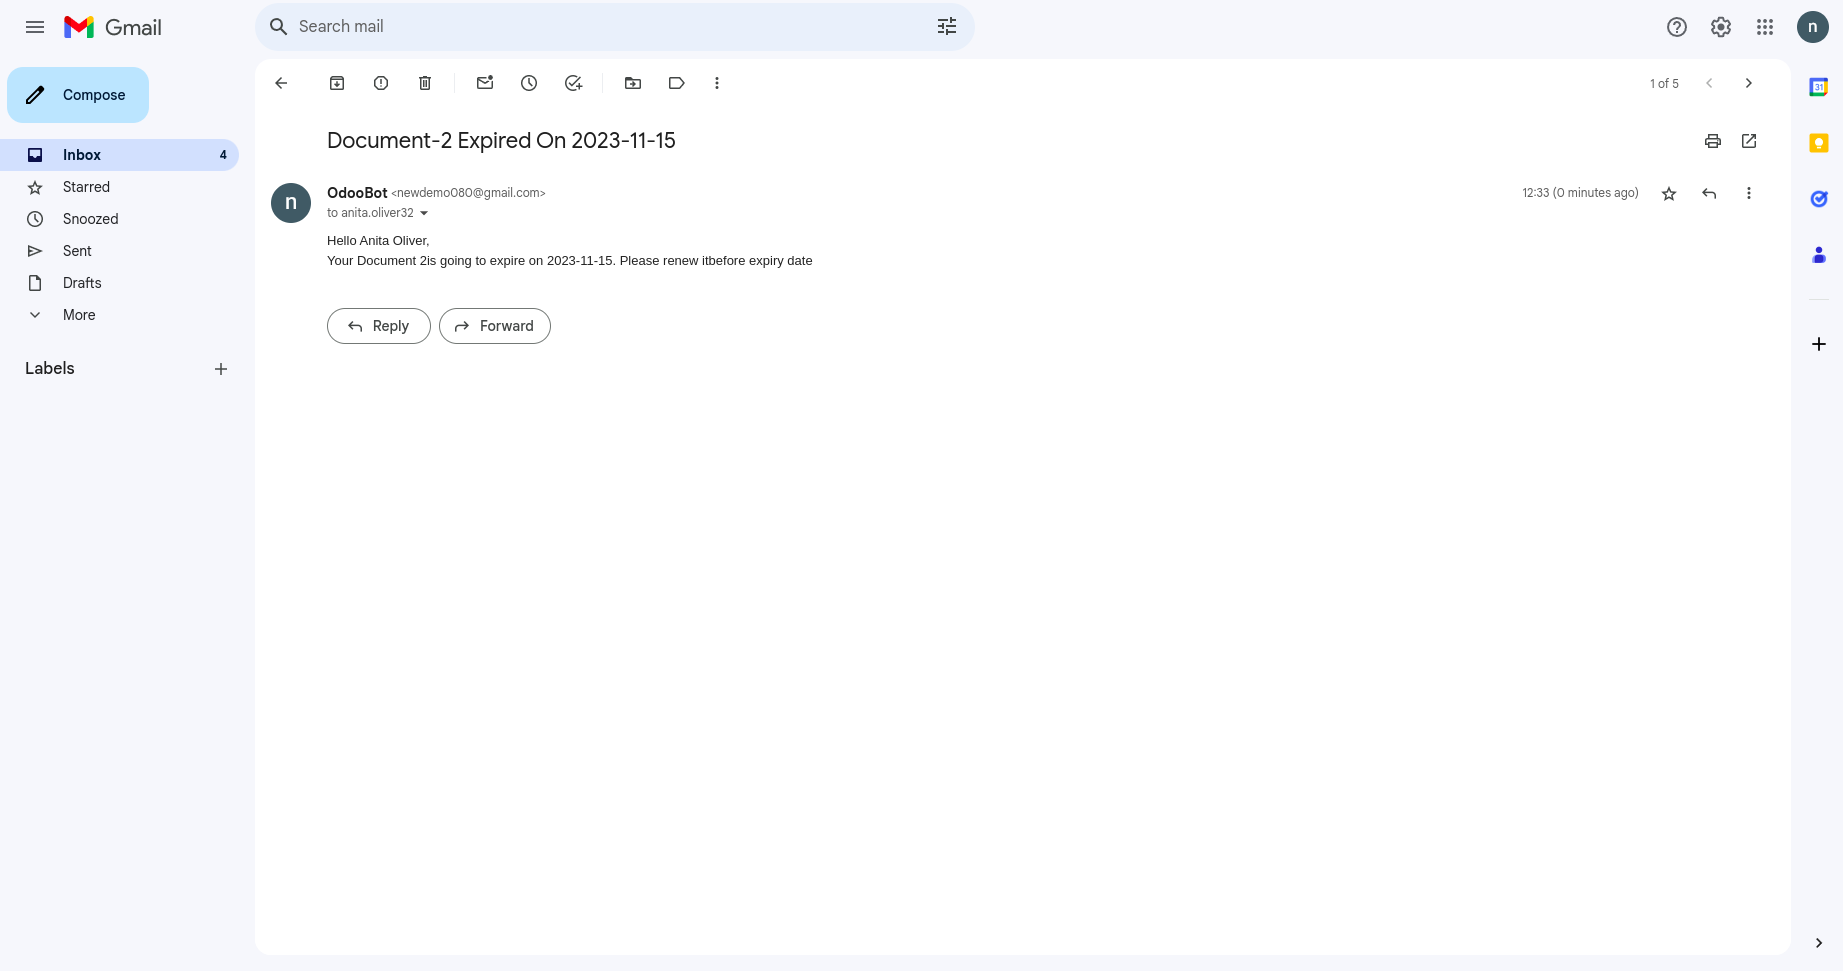 Gmail
Search mail
n
Compose
1 of 5
31
Inbox 4
Starred
Snoozed
Sent
Drafts
More
Labels
Document-2 Expired On 2023-11-15
n
OdooBot <newdemo080@gmail.com>
12:33 (0 minutes ago)
to anita.oliver32
Hello Anita Oliver,
Your Document 2is going to expire on 2023-11-15. Please renew itbefore expiry date
Reply
Forward